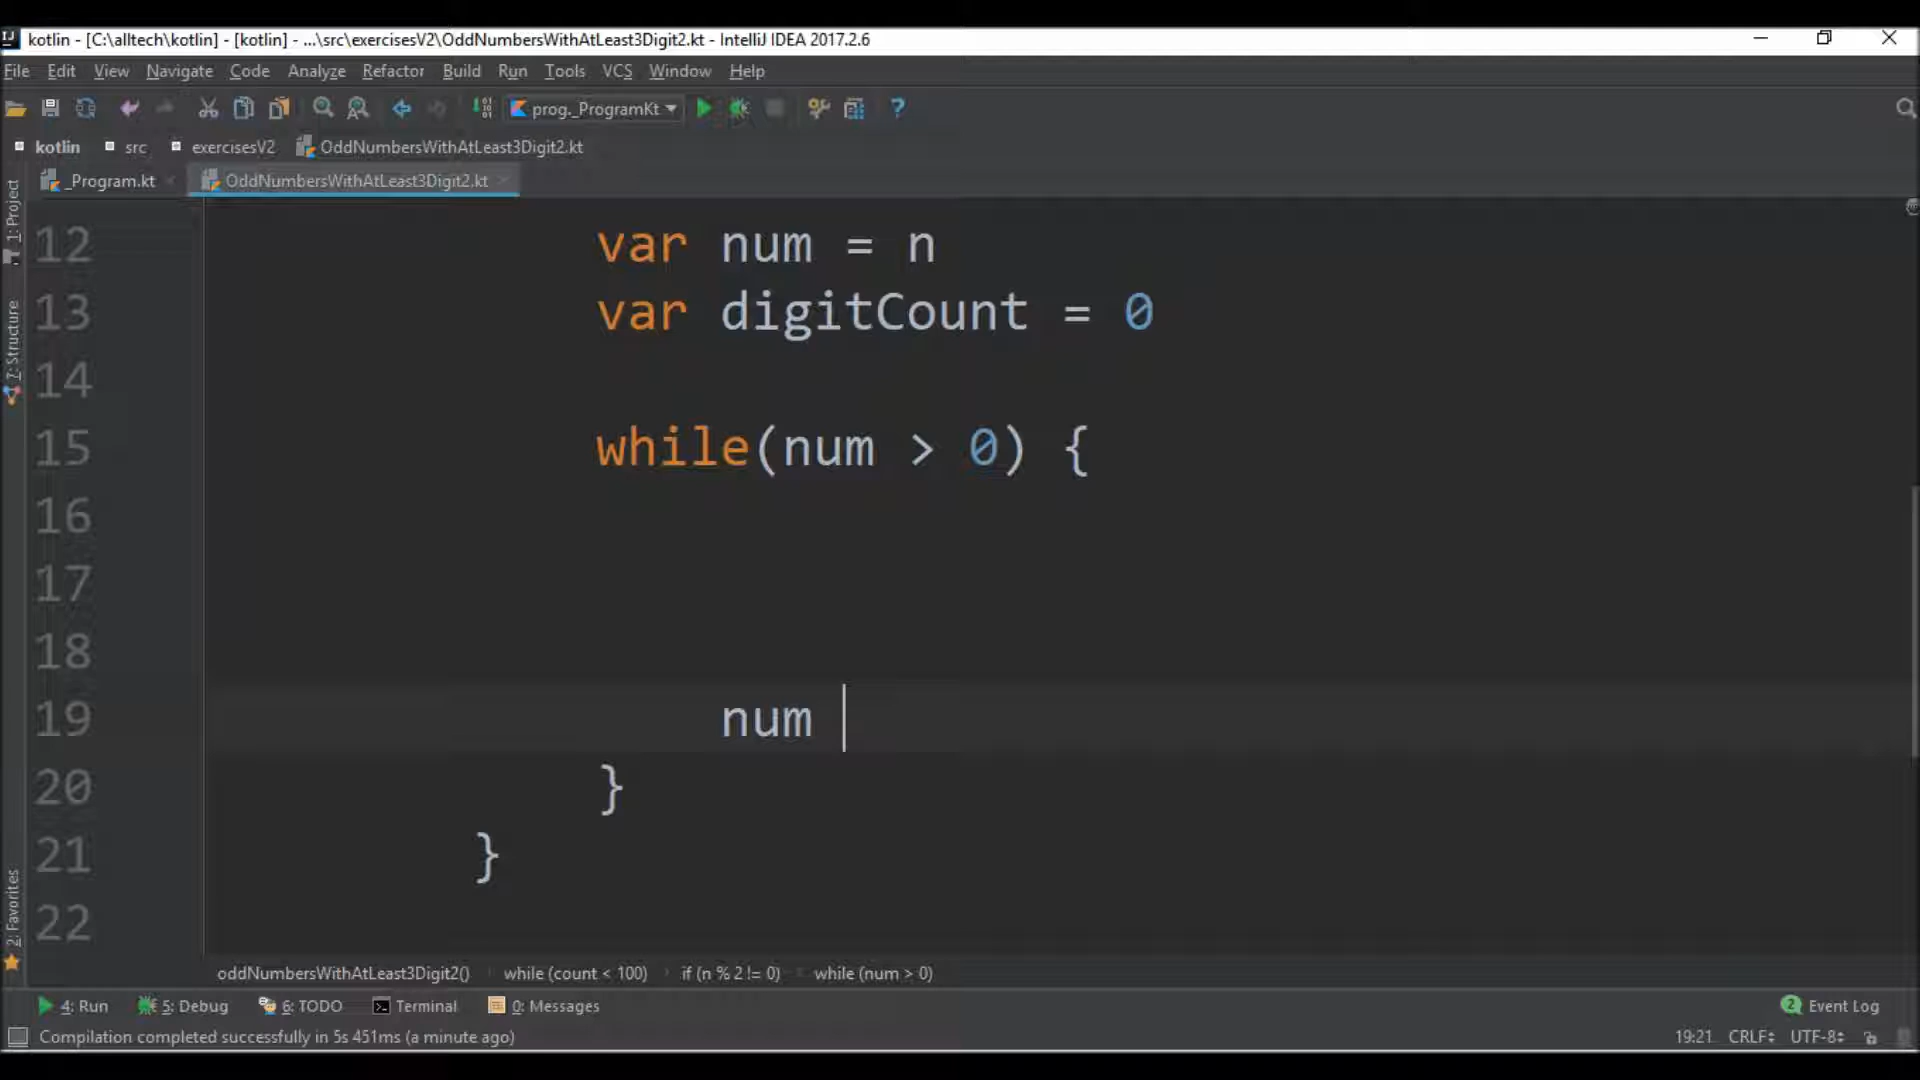 kotlin - [C:\alltech\kotlin] - [kotlin] - ...\src\exercisesV2\OddNumbersWithAtLeast3Digit2.kt - IntelliJ IDEA 2017.2.6
File Edit View Navigate Code Analyze Refactor Build Run Tools VCS Window Help
prog._ProgramKt
kotlin src exercisesV2 OddNumbersWithAtLeast3Digit2.kt
_Program.kt OddNumbersWithAtLeast3Digit2.kt
1: Project
7: Structure
2: Favorites
12 var num = n
13 var digitCount = 0
14
15 while(num > 0) {
16
17
18
19 num
20 }
21 }
22
oddNumbersWithAtLeast3Digit2() while (count < 100) if (n % 2 != 0) while (num > 0)
4: Run 5: Debug 6: TODO Terminal 0: Messages 2 Event Log
Compilation completed successfully in 5s 451ms (a minute ago) 19:21 CRLF UTF-8